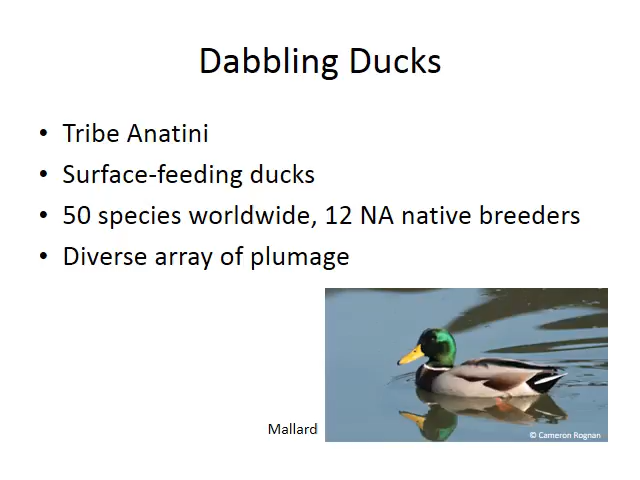 Dabbling Ducks
• Tribe Anatini
• Surface-feeding ducks
• 50 species worldwide, 12 NA native breeders
• Diverse array of plumage
Mallard
© Cameron Rognan